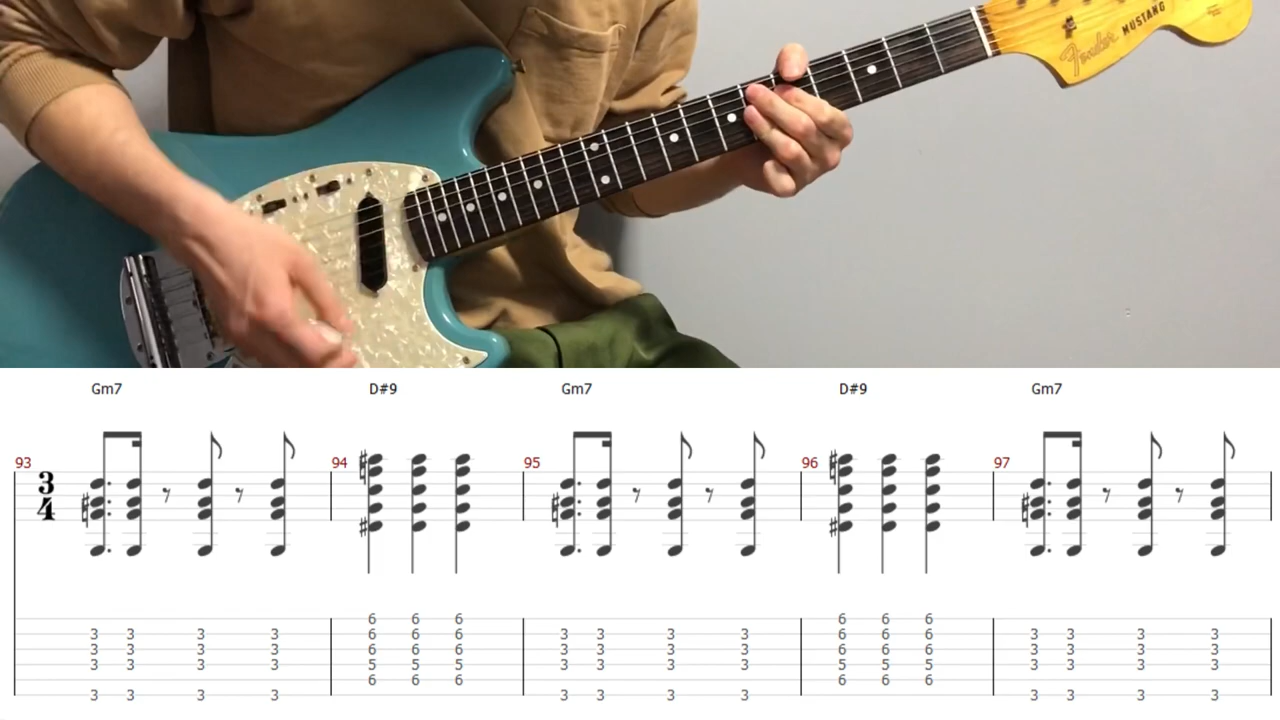 Fender MUSTANG
Gm7 D#9 Gm7 D#9 Gm7
93 94 95 96 97
3
4
6 6 6 6 6 6
3 3 3 3 6 6 6 3 3 3 3 6 6 6 3 3 3 3
3 3 3 3 6 6 6 3 3 3 3 6 6 6 3 3 3 3
3 3 3 3 5 5 5 3 3 3 3 5 5 5 3 3 3 3
6 6 6 6 6 6
3 3 3 3 3 3 3 3 3 3 3 3